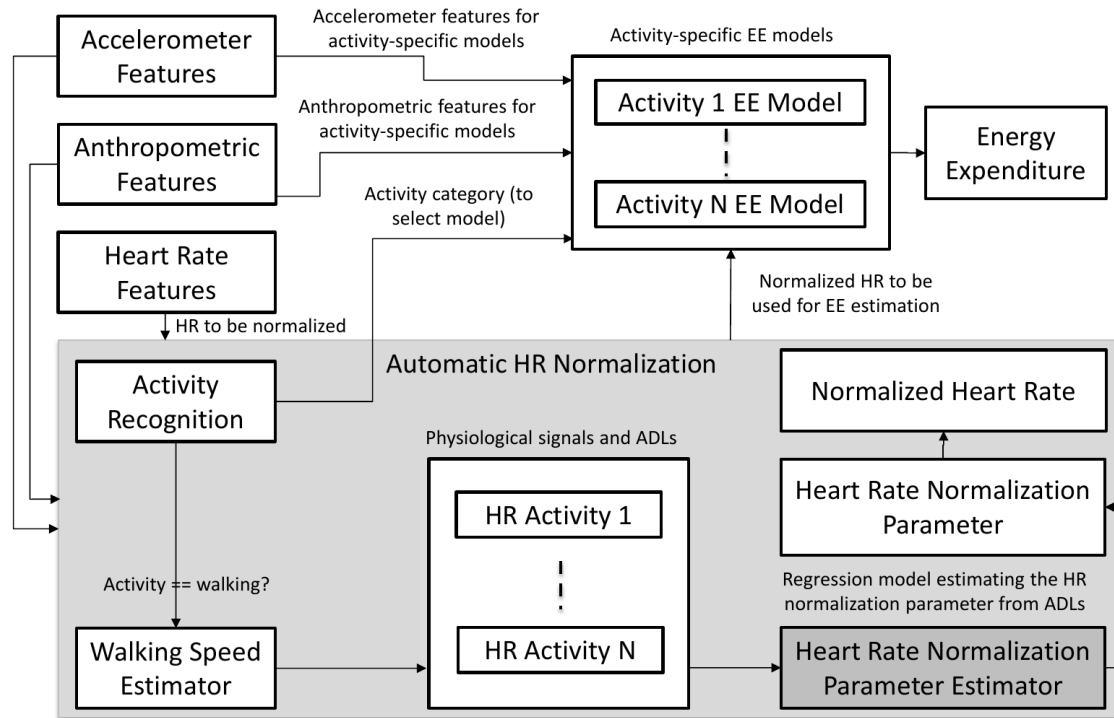 Accelerometer
Features
Accelerometer features for
activity-specific models
Activity-specific EE models
Activity 1 EE Model
Activity N EE Model
Energy
Expenditure
Anthropometric
Features
Anthropometric features for
activity-specific models
Activity category (to
select model)
Heart Rate
Features
HR to be normalized
Normalized HR to be
used for EE estimation
Automatic HR Normalization
Activity
Recognition
Activity == walking?
Walking Speed
Estimator
Physiological signals and ADLs
HR Activity 1
HR Activity N
Normalized Heart Rate
Heart Rate Normalization
Parameter
Regression model estimating the HR
normalization parameter from ADLs
Heart Rate Normalization
Parameter Estimator